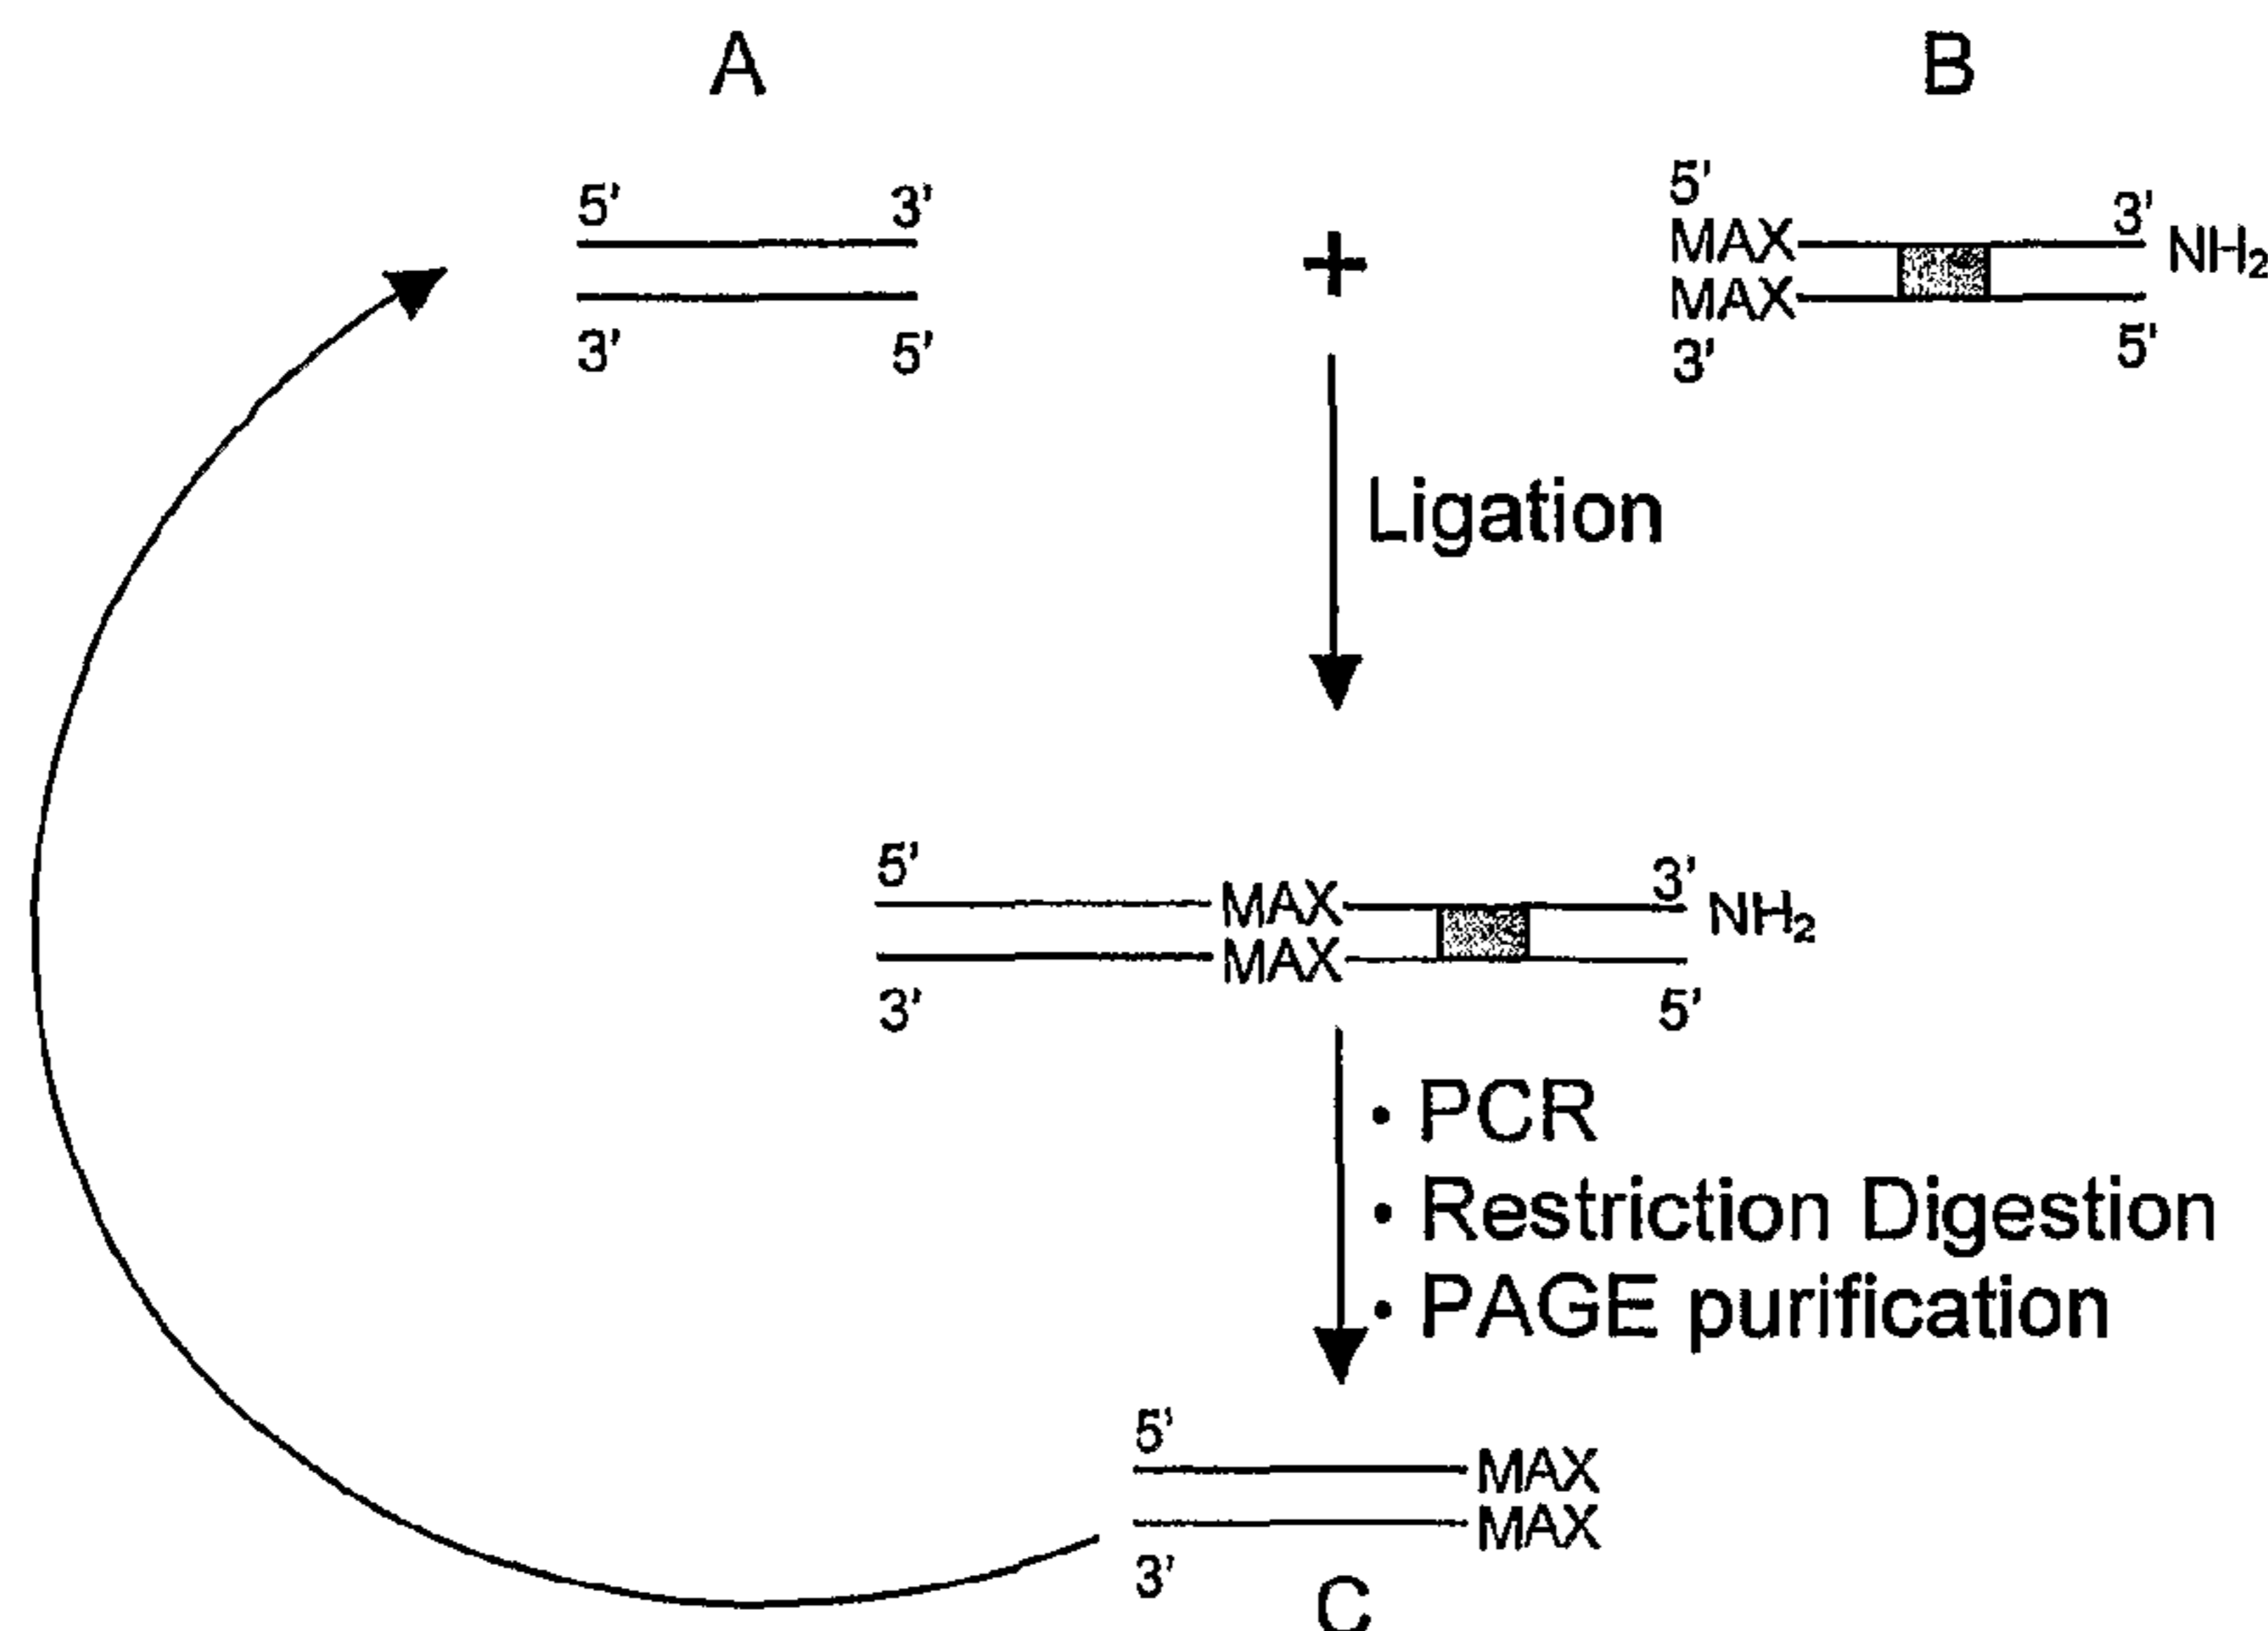 A
B
5'
3'
+
5'
MAX
3'
NH₂
MAX
3'
5'
3'
5'
Ligation
5'
MAX
3'
NH₂
MAX
3'
5'
• PCR
• Restriction Digestion
• PAGE purification
5'
MAX
MAX
3'
C